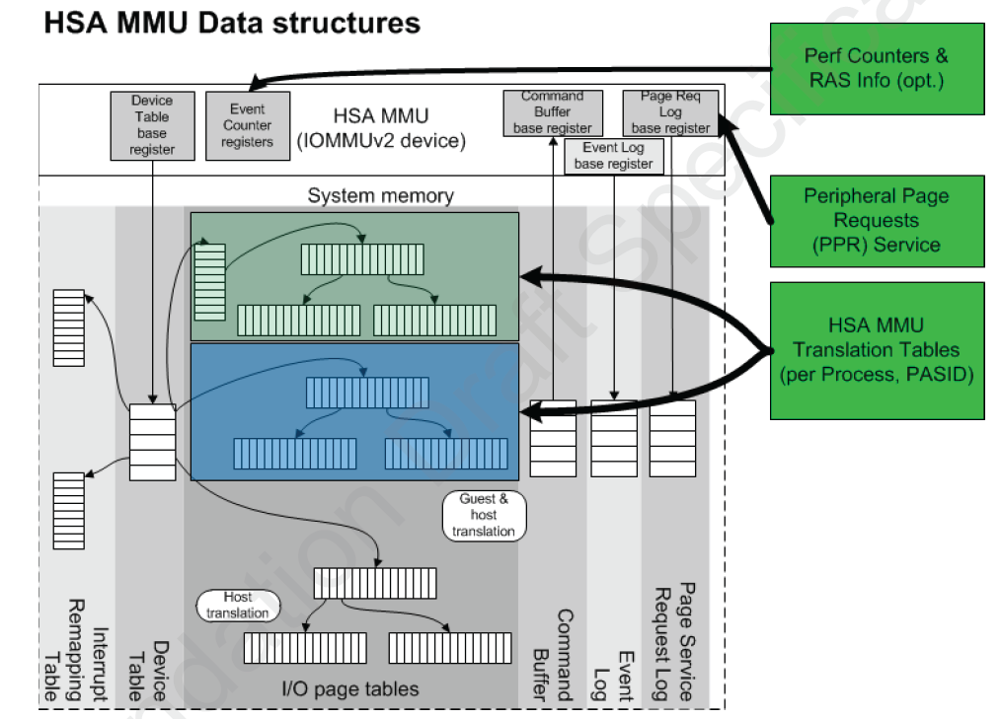 HSA MMU Data structures
Perf Counters &
RAS Info (opt.)
Device
Table
base
register
Event
Counter
registers
HSA MMU
(IOMMUv2 device)
Command
Buffer
base register
Page Req
Log
base register
Event Log
base register
System memory
Peripheral Page
Requests
(PPR) Service
HSA MMU
Translation Tables
(per Process, PASID)
Guest &
host
translation
Host
translation
I/O page tables
Interrupt
Remapping
Table
Device
Table
Command
Buffer
Event
Log
Page Service
Request Log